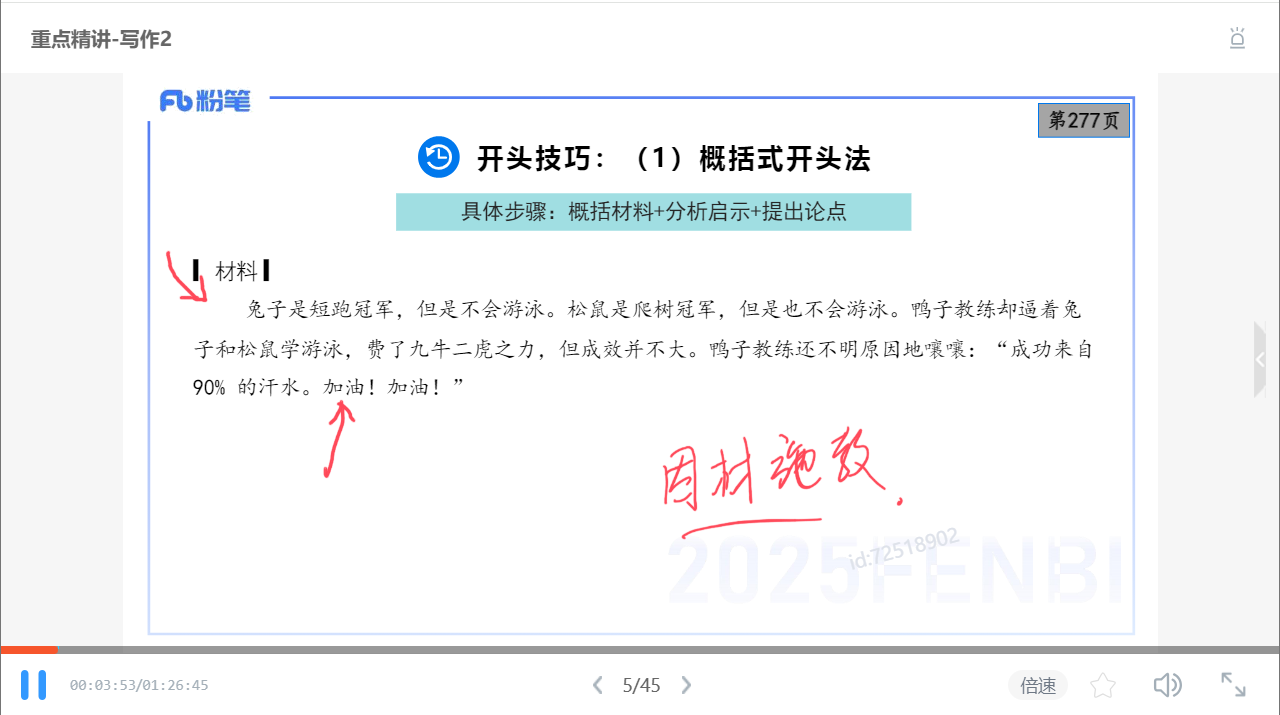 重点精讲-写作2
粉笔
第277页
开头技巧：（1）概括式开头法
具体步骤：概括材料+分析启示+提出论点
材料
兔子是短跑冠军，但是不会游泳。松鼠是爬树冠军，但是也不会游泳。鸭子教练却逼着兔
子和松鼠学游泳，费了九牛二虎之力，但成效并不大。鸭子教练还不明原因地嚷嚷：“成功来自
90% 的汗水。加油！加油！”
因材施教.
id:72518902
2025FENBI
00:03:53/01:26:45
5/45
倍速